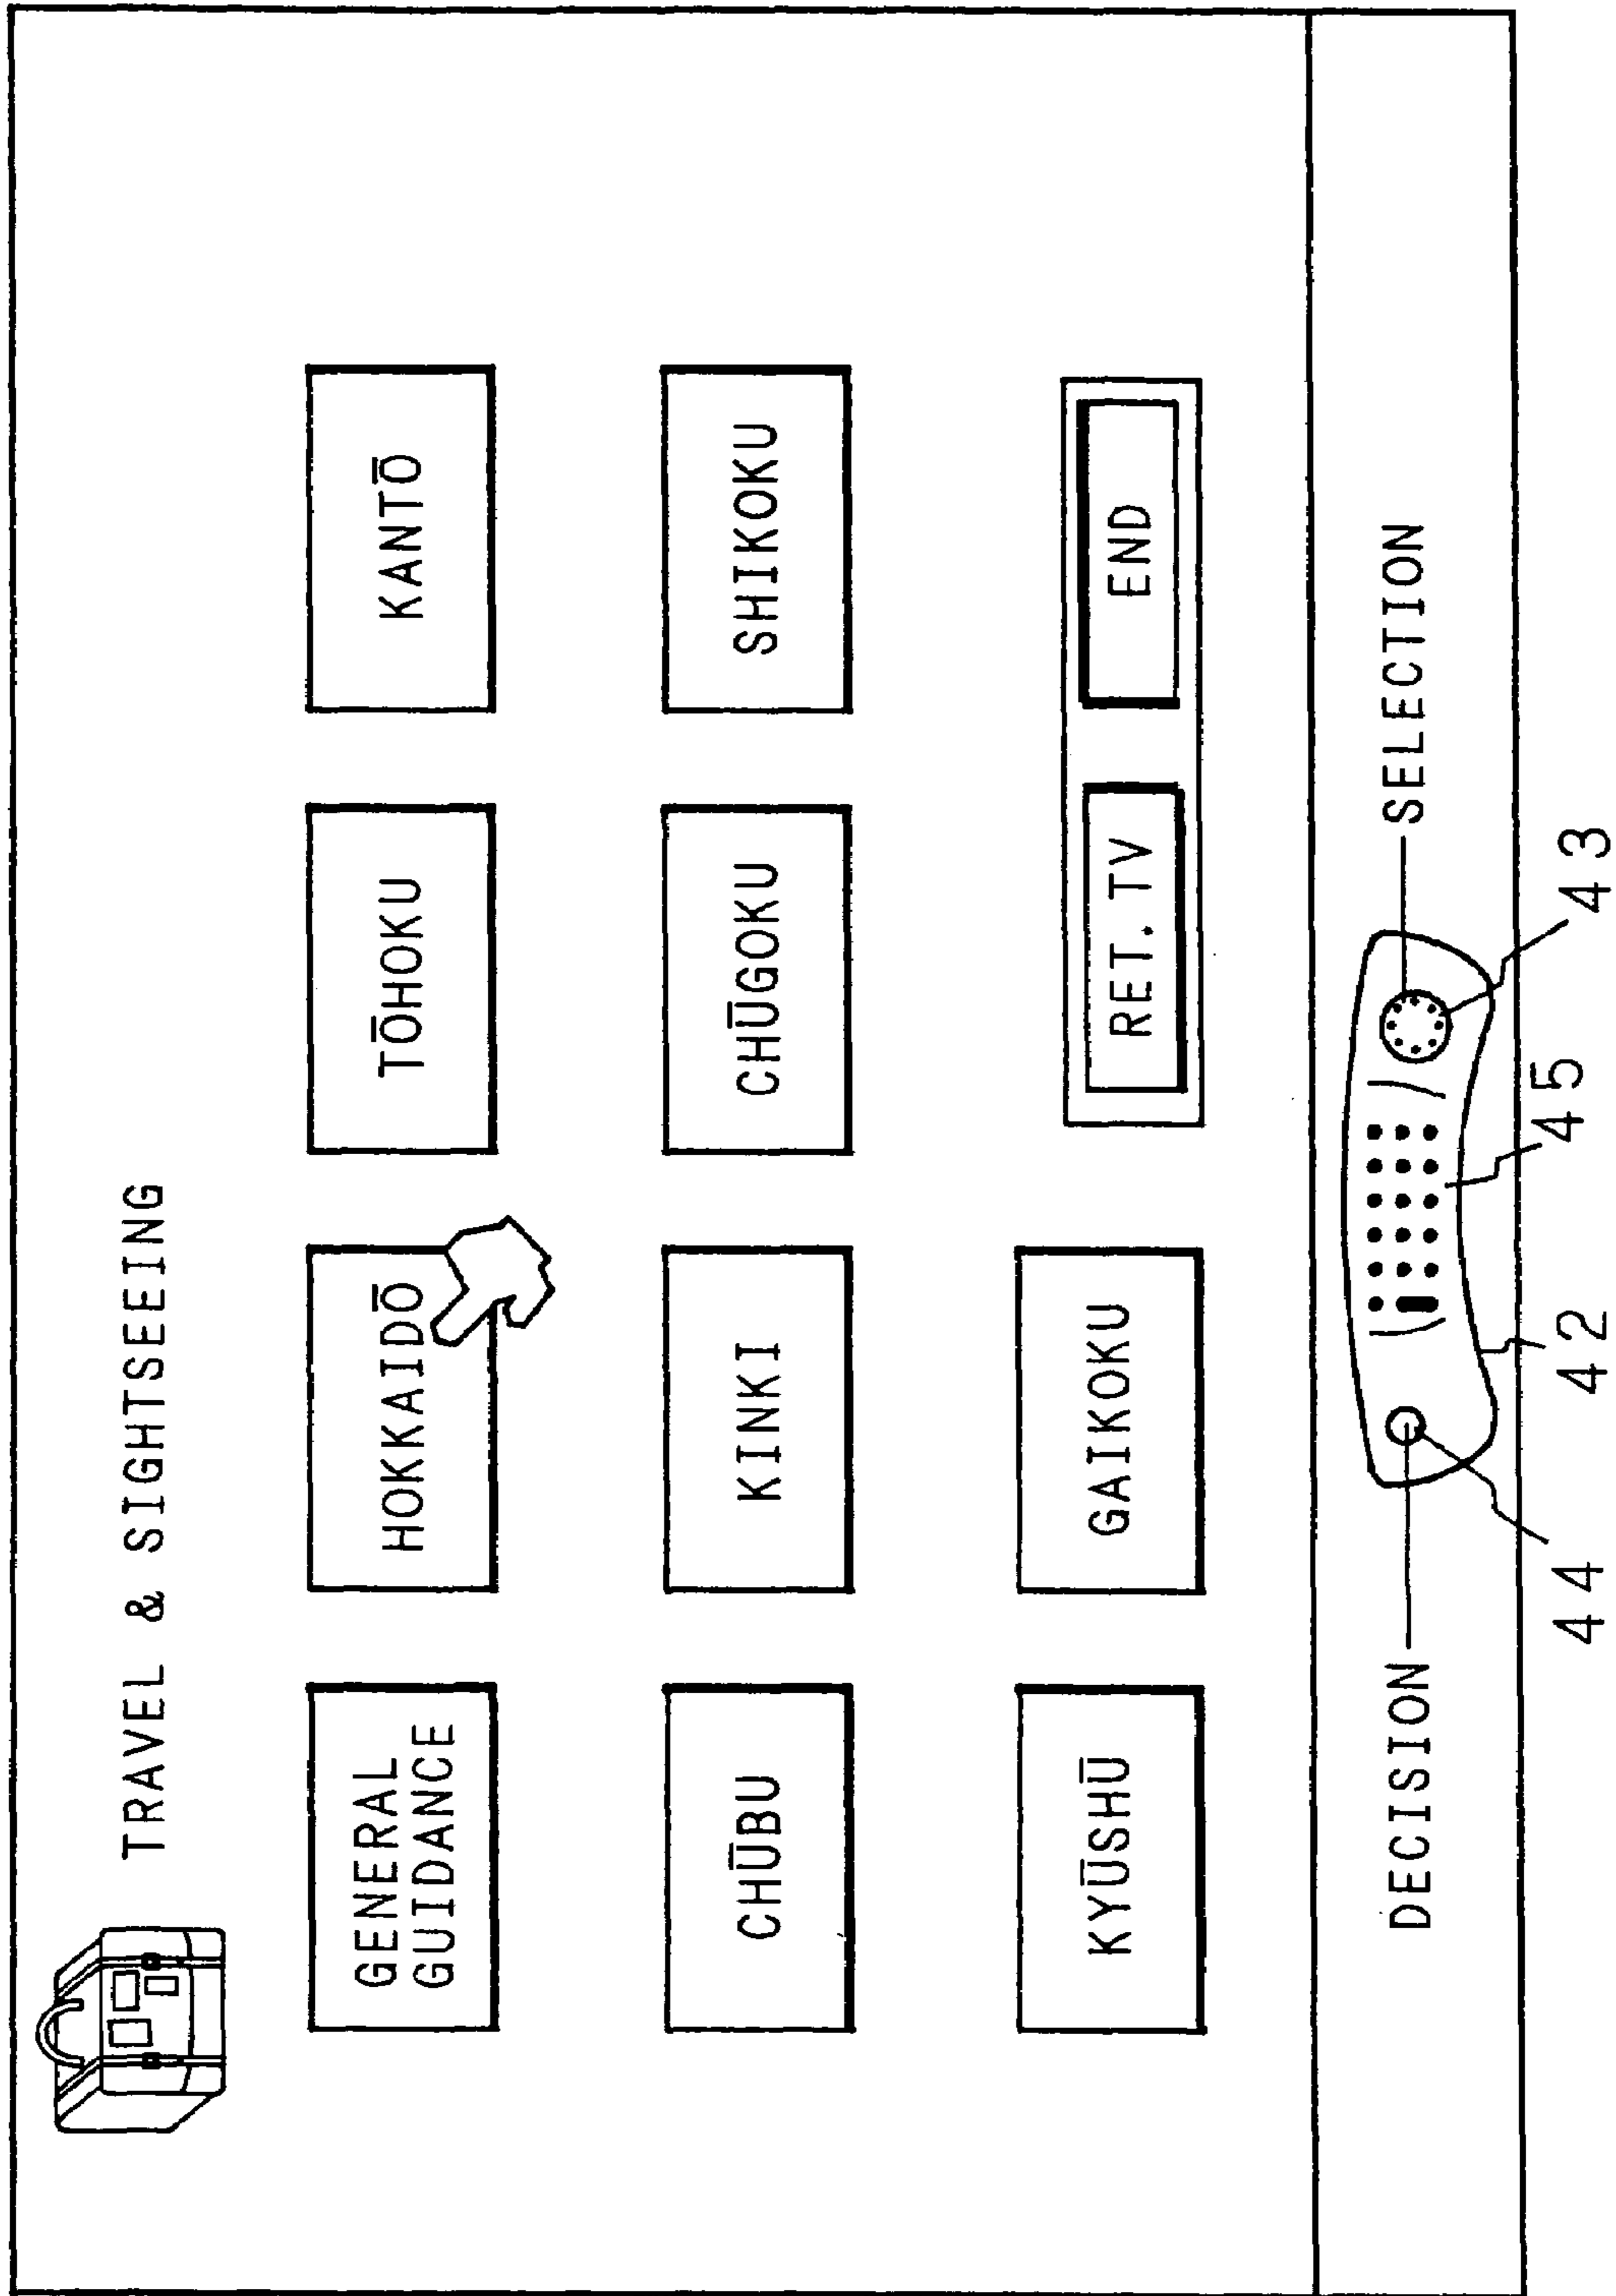 TRAVEL & SIGHTSEEING
GENERAL
GUIDANCE
HOKKAIDŌ
TŌHOKU
KANTŌ
CHŪBU
KINKI
CHŪGOKU
SHIKOKU
KYŪSHŪ
GAIKOKU
RET.TV
END
DECISION
SELECTION
44
42
45
43